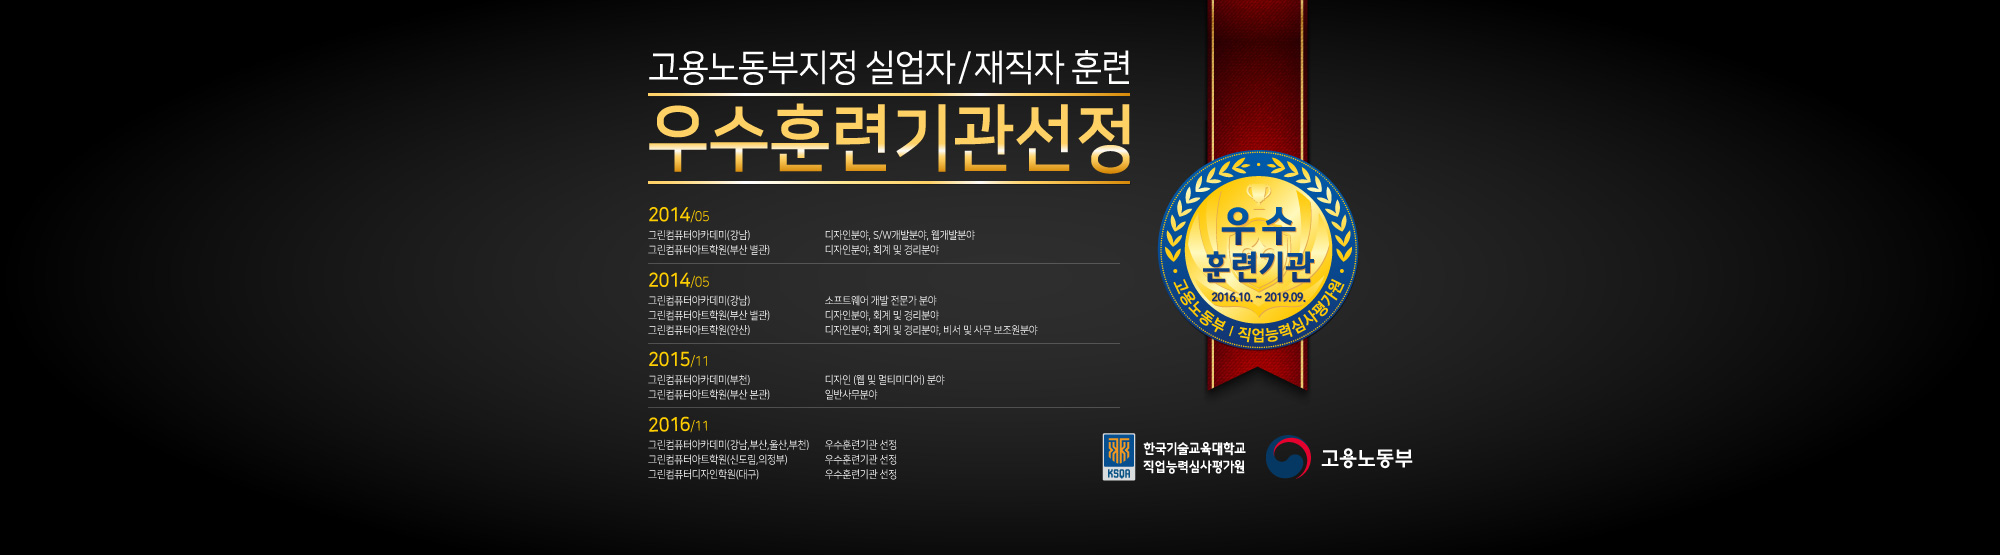 고용노동부지정 실업자/재직자 훈련
우수훈련기관선정
2014/05
그린컴퓨터아카데미(강남) 디자인분야, S/W개발분야, 웹개발분야
그린컴퓨터아트학원(부산 별관) 디자인분야, 회계 및 경리분야
2014/05
그린컴퓨터아카데미(강남) 소프트웨어 개발 전문가 분야
그린컴퓨터아트학원(부산 별관) 디자인분야, 회계 및 경리분야
그린컴퓨터아트학원(안산) 디자인분야, 회계 및 경리분야, 비서 및 사무 보조원분야
2015/11
그린컴퓨터아카데미(부천) 디자인 (웹 및 멀티미디어) 분야
그린컴퓨터아트학원(부산 본관) 일반사무분야
2016/11
그린컴퓨터아카데미(강남,부산,울산,부천) 우수훈련기관 선정
그린컴퓨터아트학원(신도림,의정부) 우수훈련기관 선정
그린컴퓨터디자인학원(대구) 우수훈련기관 선정
우수
훈련기관
2016.10. ~ 2019.09.
고용노동부 / 직업능력심사평가원
KSQA
한국기술교육대학교
직업능력심사평가원
고용노동부